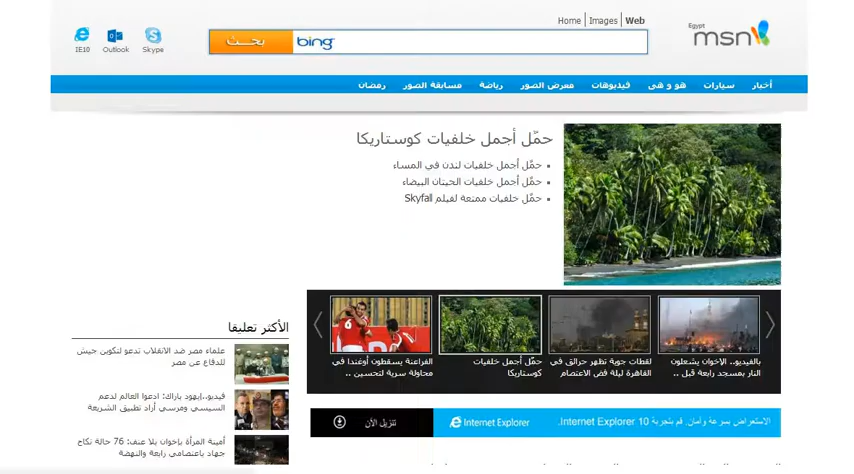 Home | Images | Web
Egypt
msn
IE10
Outlook
Skype
بحث
bing
أخبار
سيارات
هو و هي
فيديوهات
معرض الصور
رياضة
مسابقة الصور
رمضان
حمّل أجمل خلفيات كوستاريكا
حمّل أجمل خلفيات لندن في المساء
حمّل أجمل خلفيات الحيتان البيضاء
حمّل خلفيات ممتعة لفيلم Skyfall
بالفيديو.. الإخوان يشعلون
النار بمسجد رابعة قبل ..
لقطات جوية تظهر حرائق في
القاهرة ليلة فض الاعتصام
حمّل أجمل خلفيات
كوستاريكا
الفراعنة يسقطون أوغندا في
محاولة سرية لتحسين ..
الأكثر تعليقا
علماء مصر ضد الانقلاب تدعو لتكوين جيش
للدفاع عن مصر
فيديو..إيهود باراك: ادعوا العالم لدعم
السيسي ومرسي أراد تطبيق الشريعة
أمينة المرأة بإخوان بلا عنف: 76 حالة نكاح
جهاد باعتصامي رابعة والنهضة
الاستعراض بسرعة وأمان. قم بتجربة Internet Explorer 10.
Internet Explorer
تنزيل الآن